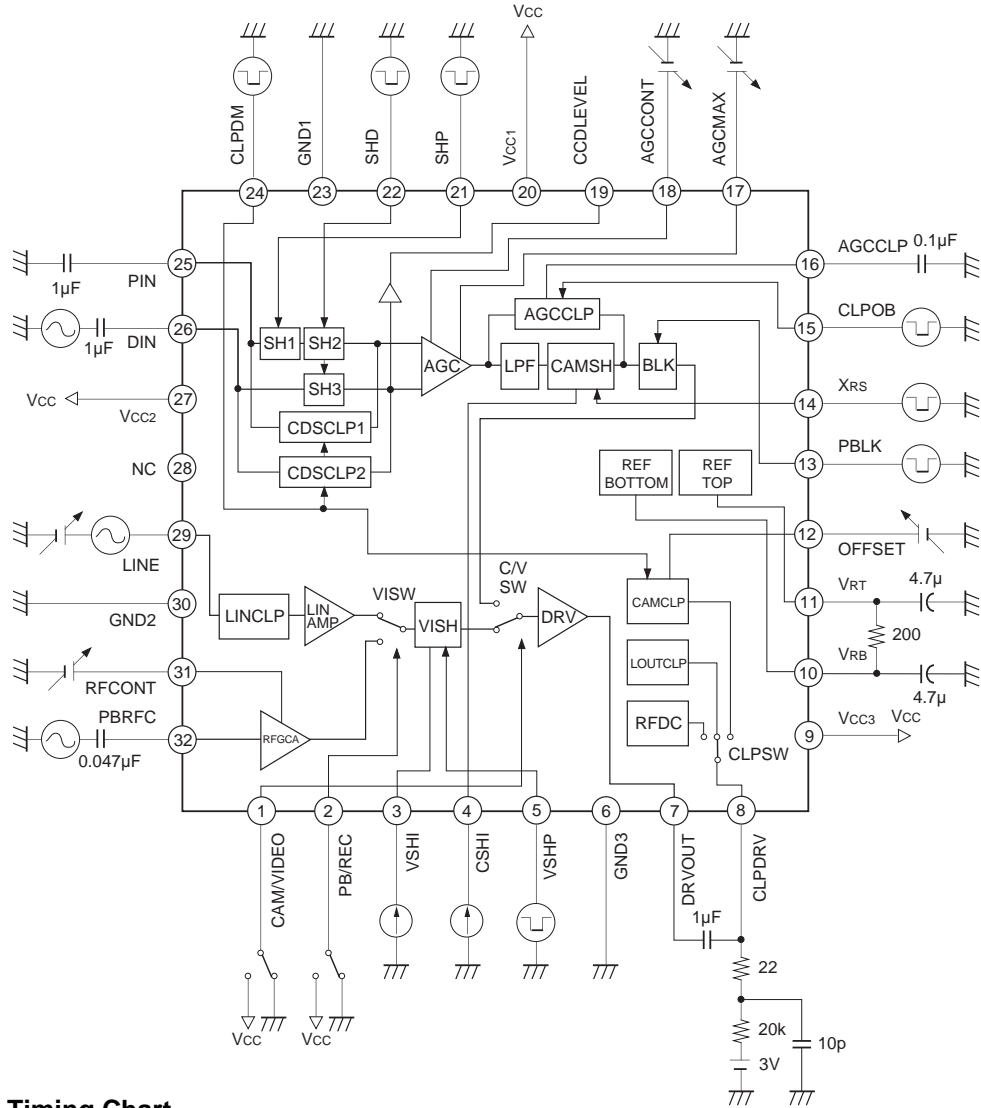 Vcc
CLPDM
GND1
SHD
SHP
Vcc1
CCDLEVEL
AGCCONT
AGCMAX
24
23
22
21
20
19
18
17
25
PIN
1µF
26
DIN
1µF
27
Vcc
Vcc2
28
NC
29
LINE
30
GND2
31
RFCONT
32
PBRFC
0.047µF
16
AGCCLP
0.1µF
15
CLPOB
14
XRS
13
PBLK
12
OFFSET
11
VRT
4.7µ
200
10
VRB
4.7µ
9
Vcc3
Vcc
SH1
SH2
SH3
CDSCLP1
CDSCLP2
AGC
AGCCLP
LPF
CAMSH
BLK
REF
BOTTOM
REF
TOP
C/V
SW
LINCLP
LIN
AMP
VISW
VISH
DRV
CAMCLP
LOUTCLP
RFDC
CLPSW
RFGCA
1
2
3
4
5
6
7
8
CAM/VIDEO
PB/REC
VSHI
CSHI
VSHP
GND3
DRVOUT
CLPDRV
1µF
22
20k
10p
3V
Vcc
Vcc
Timing Chart